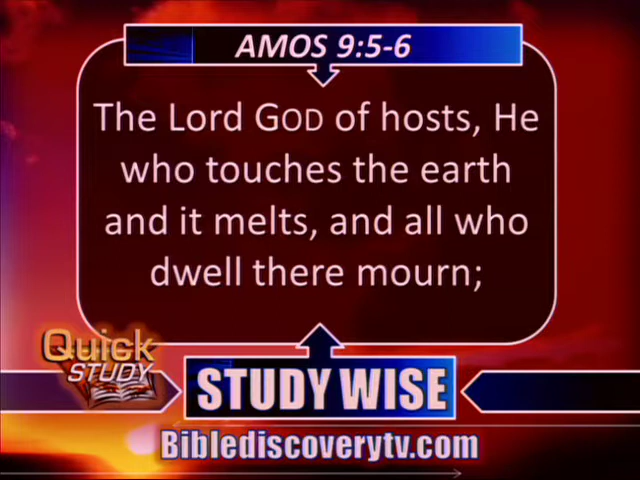 AMOS 9:5-6
The Lord GOD of hosts, He
who touches the earth
and it melts, and all who
dwell there mourn;
Quick
STUDY
STUDY WISE
Biblediscoverytv.com